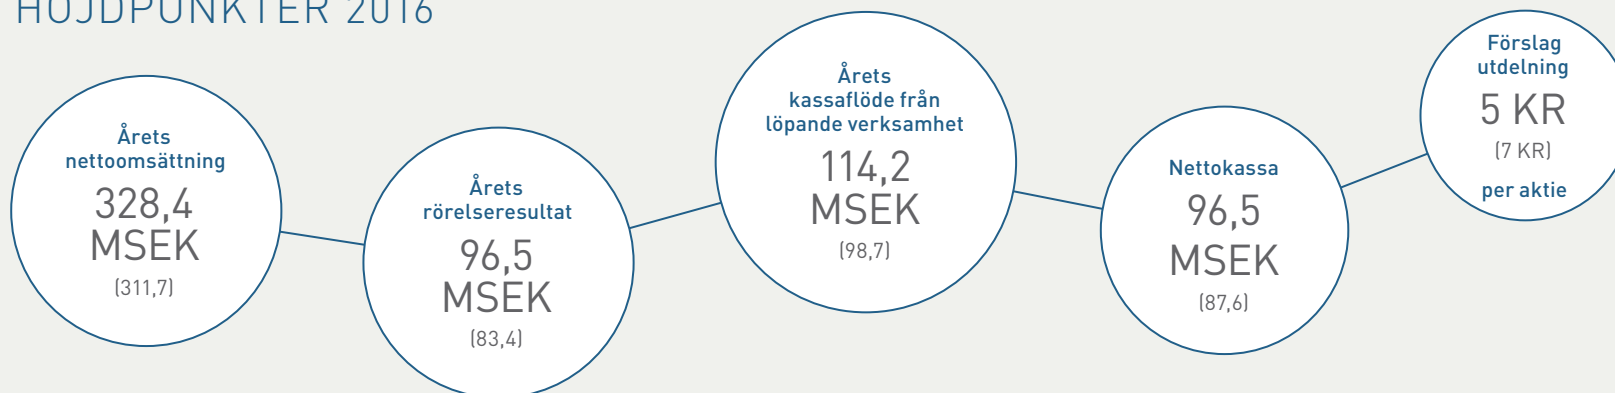 HÖJDPUNKTER 2016
Årets
nettoomsättning
328,4
MSEK
(311,7)
Årets
rörelseresultat
96,5
MSEK
(83,4)
Årets
kassaflöde från
löpande verksamhet
114,2
MSEK
(98,7)
Nettokassa
96,5
MSEK
(87,6)
Förslag
utdelning
5 KR
(7 KR)
per aktie